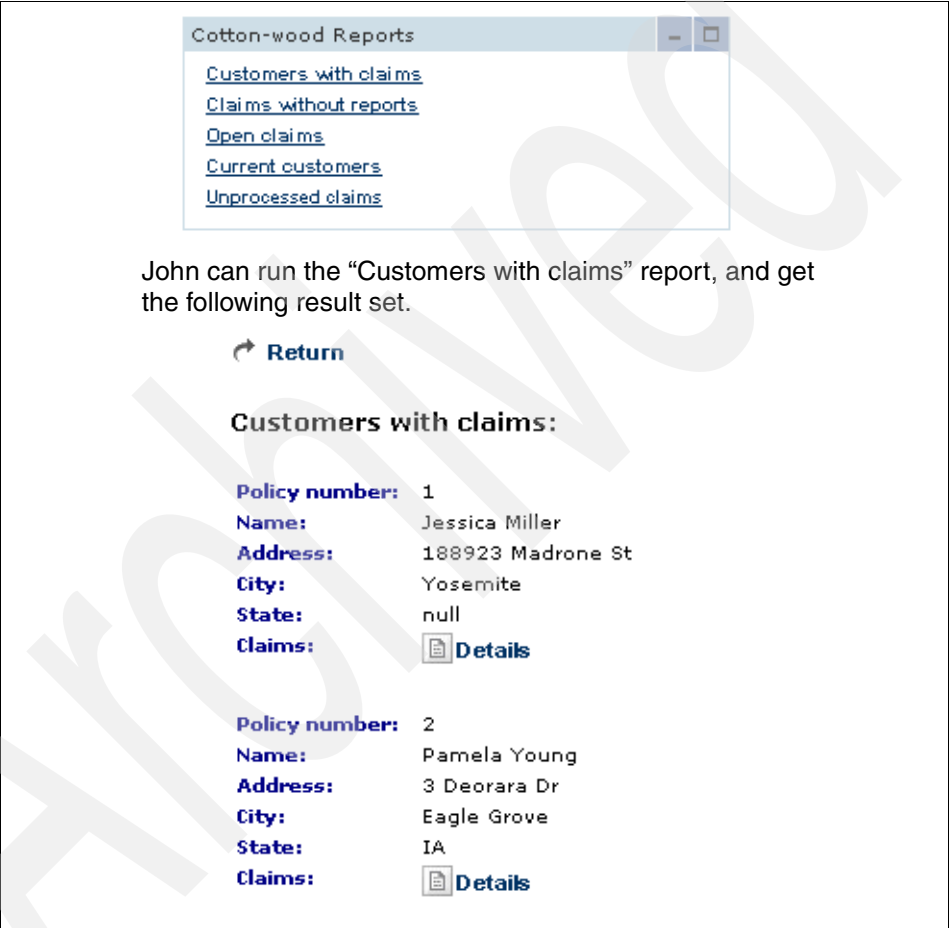 Cotton-wood Reports
Customers with claims
Claims without reports
Open claims
Current customers
Unprocessed claims
John can run the “Customers with claims” report, and get
the following result set.
Return
Customers with claims:
Policy number: 1
Name: Jessica Miller
Address: 188923 Madrone St
City: Yosemite
State: null
Claims: Details
Policy number: 2
Name: Pamela Young
Address: 3 Deorara Dr
City: Eagle Grove
State: IA
Claims: Details
Archived